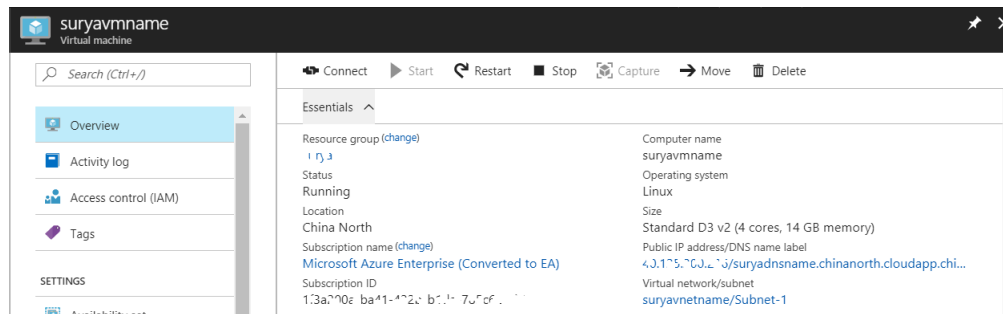 suryavmname
Virtual machine
Search (Ctrl+/)
Connect Start Restart Stop Capture Move Delete
Essentials
Overview
Activity log
Access control (IAM)
Tags
SETTINGS
Resource group (change)
Status
Running
Location
China North
Subscription name (change)
Microsoft Azure Enterprise (Converted to EA)
Subscription ID
Computer name
suryavmname
Operating system
Linux
Size
Standard D3 v2 (4 cores, 14 GB memory)
Public IP address/DNS name label
/suryadnsname.chinanorth.cloudapp.chi...
Virtual network/subnet
suryavnetname/Subnet-1